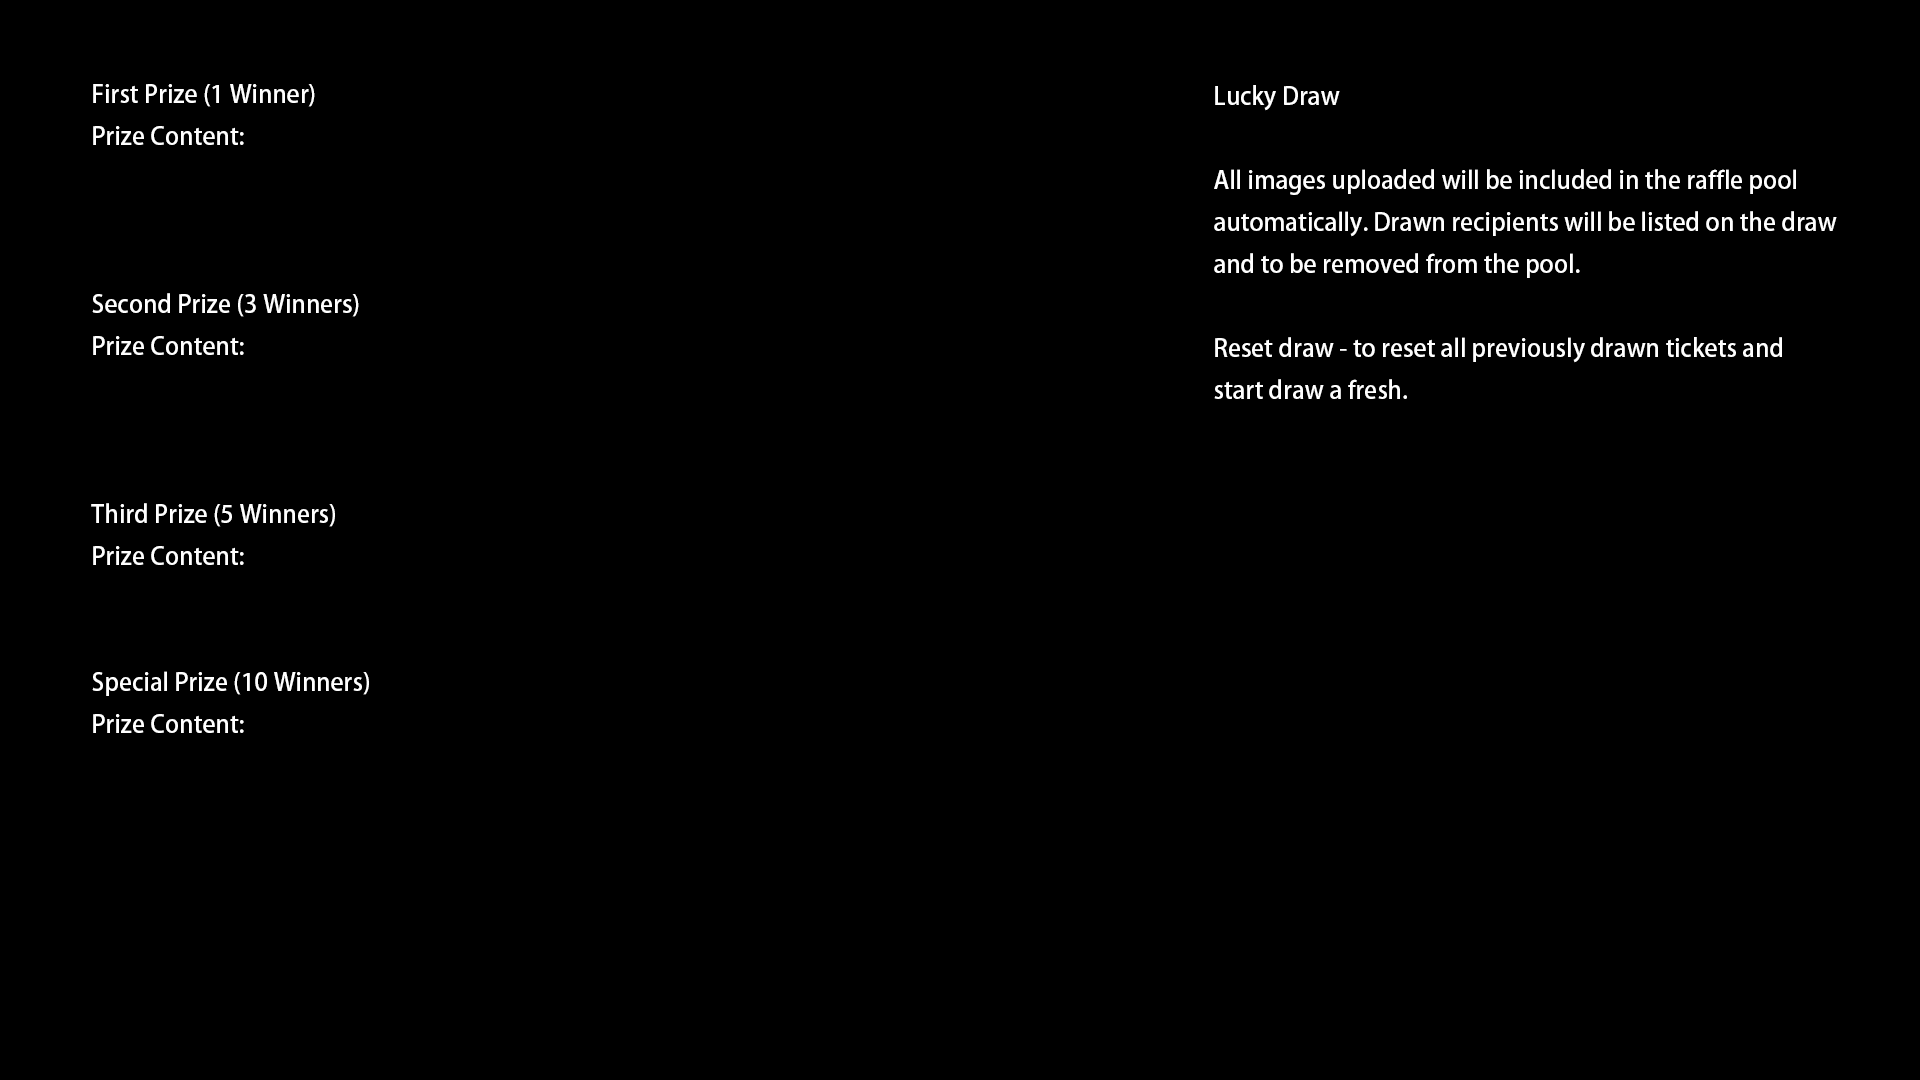 First Prize (1 Winner)
Prize Content:
Second Prize (3 Winners)
Prize Content:
Third Prize (5 Winners)
Prize Content:
Special Prize (10 Winners)
Prize Content:
Lucky Draw
All images uploaded will be included in the raffle pool
automatically. Drawn recipients will be listed on the draw
and to be removed from the pool.
Reset draw - to reset all previously drawn tickets and
start draw a fresh.